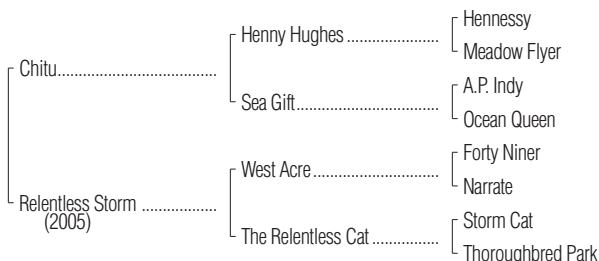 Hennessy
Henny Hughes ........................
Meadow Flyer
Chitu..........................................
A.P. Indy
Sea Gift.....................................
Ocean Queen
Forty Niner
West Acre .................................
Narrate
Relentless Storm ....................
(2005)
Storm Cat
The Relentless Cat .................
Thoroughbred Park